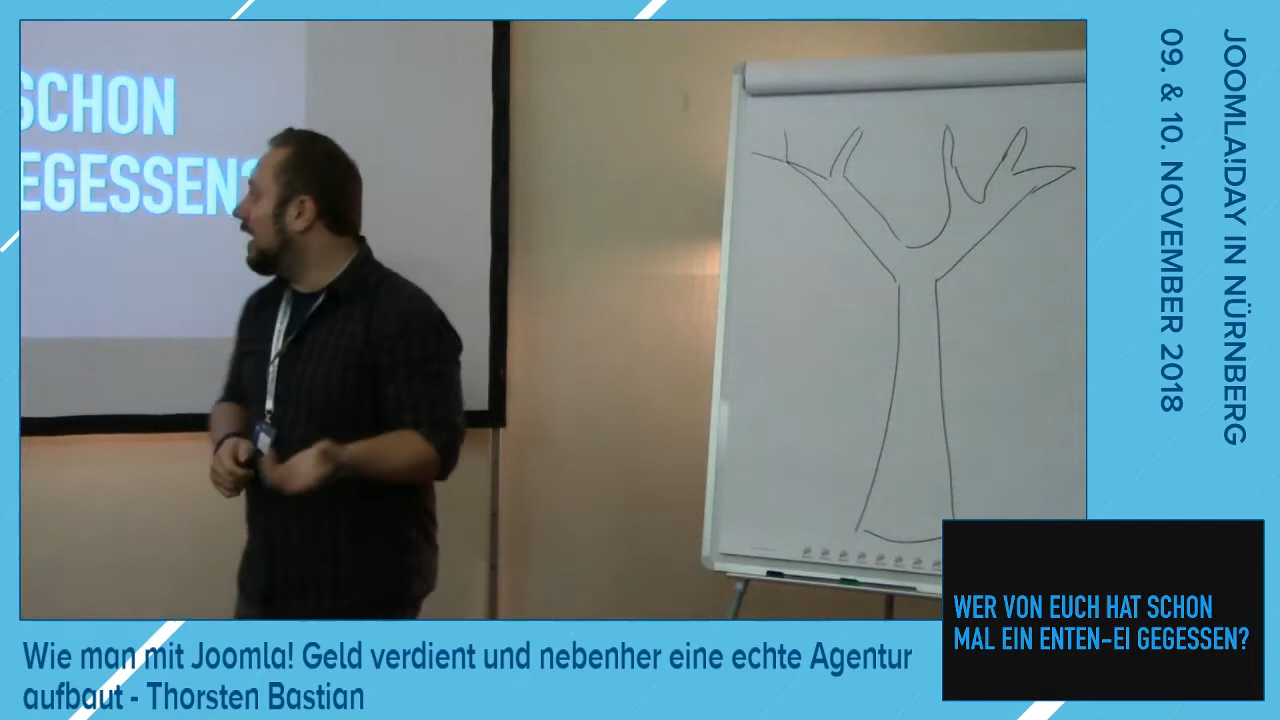 SCHON
EGESSEN?
JOOMLA!DAY IN NÜRNBERG
09. & 10. NOVEMBER 2018
WER VON EUCH HAT SCHON
MAL EIN ENTEN-EI GEGESSEN?
Wie man mit Joomla! Geld verdient und nebenher eine echte Agentur
aufbaut - Thorsten Bastian